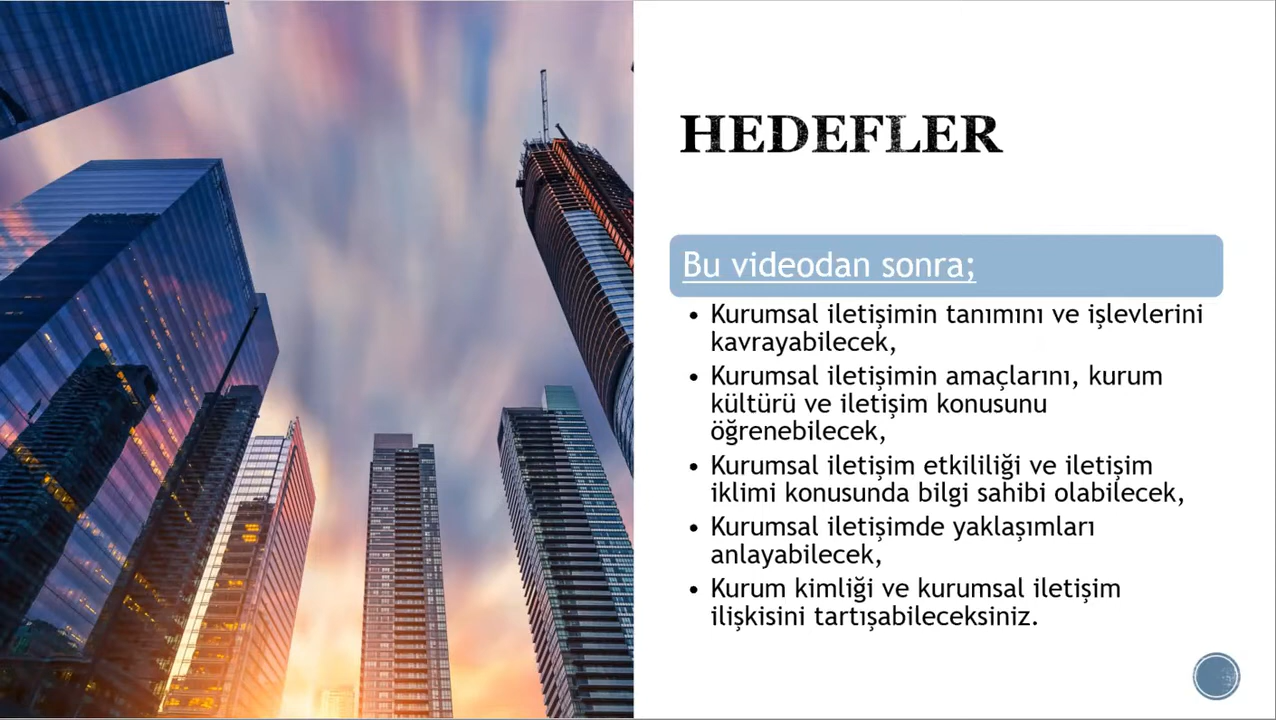 HEDEFLER
Bu videodan sonra;
• Kurumsal iletişimin tanımını ve işlevlerini
kavrayabilecek,
• Kurumsal iletişimin amaçlarını, kurum
kültürü ve iletişim konusunu
öğrenebilecek,
• Kurumsal iletişim etkililiği ve iletişim
iklimi konusunda bilgi sahibi olabilecek,
• Kurumsal iletişimde yaklaşımları
anlayabilecek,
• Kurum kimliği ve kurumsal iletişim
ilişkisini tartışabileceksiniz.